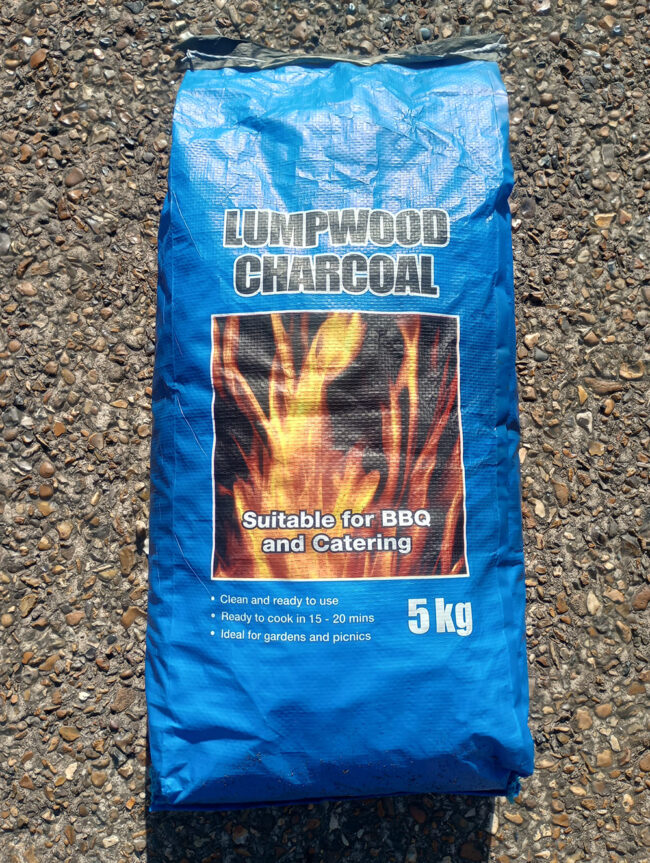 LUMPWOOD
CHARCOAL
Suitable for BBQ
and Catering
• Clean and ready to use
• Ready to cook in 15 - 20 mins
• Ideal for gardens and picnics
5 kg